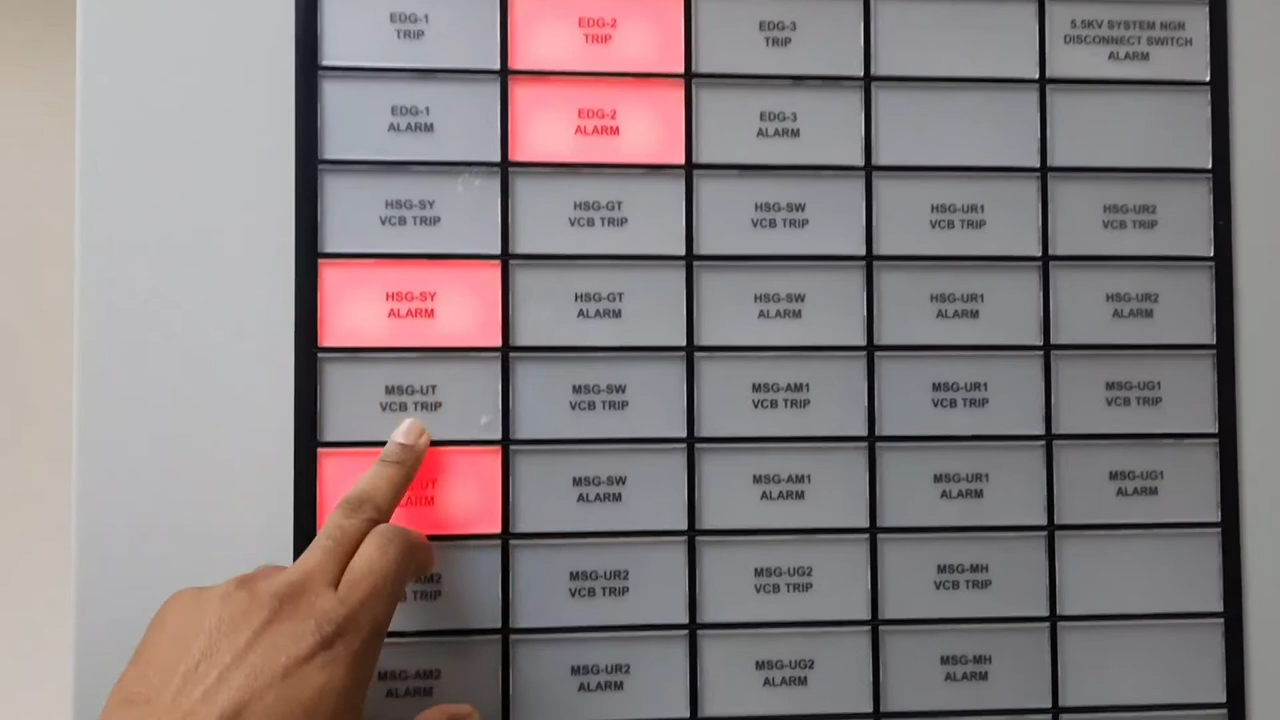 EDG-1
TRIP
EDG-2
TRIP
EDG-3
TRIP
5.5KV SYSTEM NGR
DISCONNECT SWITCH
ALARM
EDG-1
ALARM
EDG-2
ALARM
EDG-3
ALARM
HSG-SY
VCB TRIP
HSG-GT
VCB TRIP
HSG-SW
VCB TRIP
HSG-UR1
VCB TRIP
HSG-UR2
VCB TRIP
HSG-SY
ALARM
HSG-GT
ALARM
HSG-SW
ALARM
HSG-UR1
ALARM
HSG-UR2
ALARM
MSG-UT
VCB TRIP
MSG-SW
VCB TRIP
MSG-AM1
VCB TRIP
MSG-UR1
VCB TRIP
MSG-UG1
VCB TRIP
UT
ALARM
MSG-SW
ALARM
MSG-AM1
ALARM
MSG-UR1
ALARM
MSG-UG1
ALARM
AM2
TRIP
MSG-UR2
VCB TRIP
MSG-UG2
VCB TRIP
MSG-MH
VCB TRIP
MSG-AM2
ALARM
MSG-UR2
ALARM
MSG-UG2
ALARM
MSG-MH
ALARM